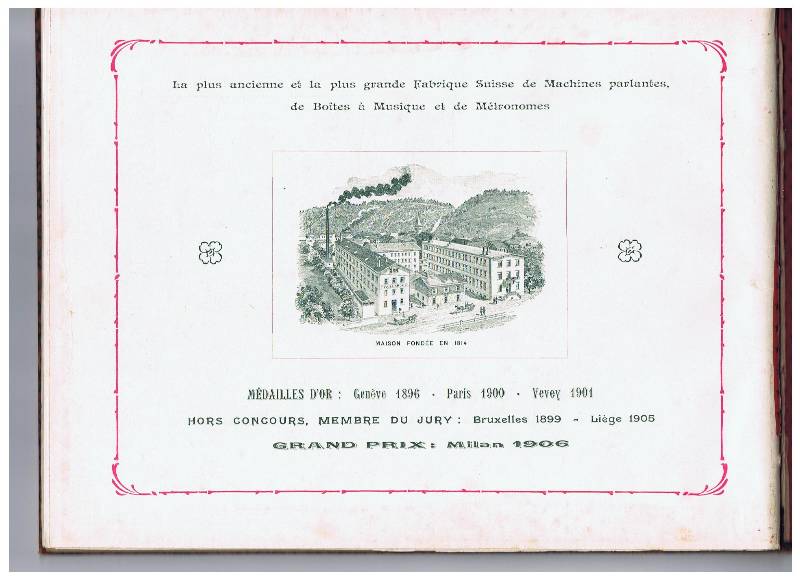 La plus ancienne et la plus grande Fabrique Suisse de Machines parlantes,
de Boîtes à Musique et de Métronomes
MAISON FONDÉE EN 1814
MÉDAILLES D'OR : Genève 1896 - Paris 1900 - Vevey 1901
HORS CONCOURS, MEMBRE DU JURY : Bruxelles 1899 - Liège 1905
GRAND PRIX : Milan 1906